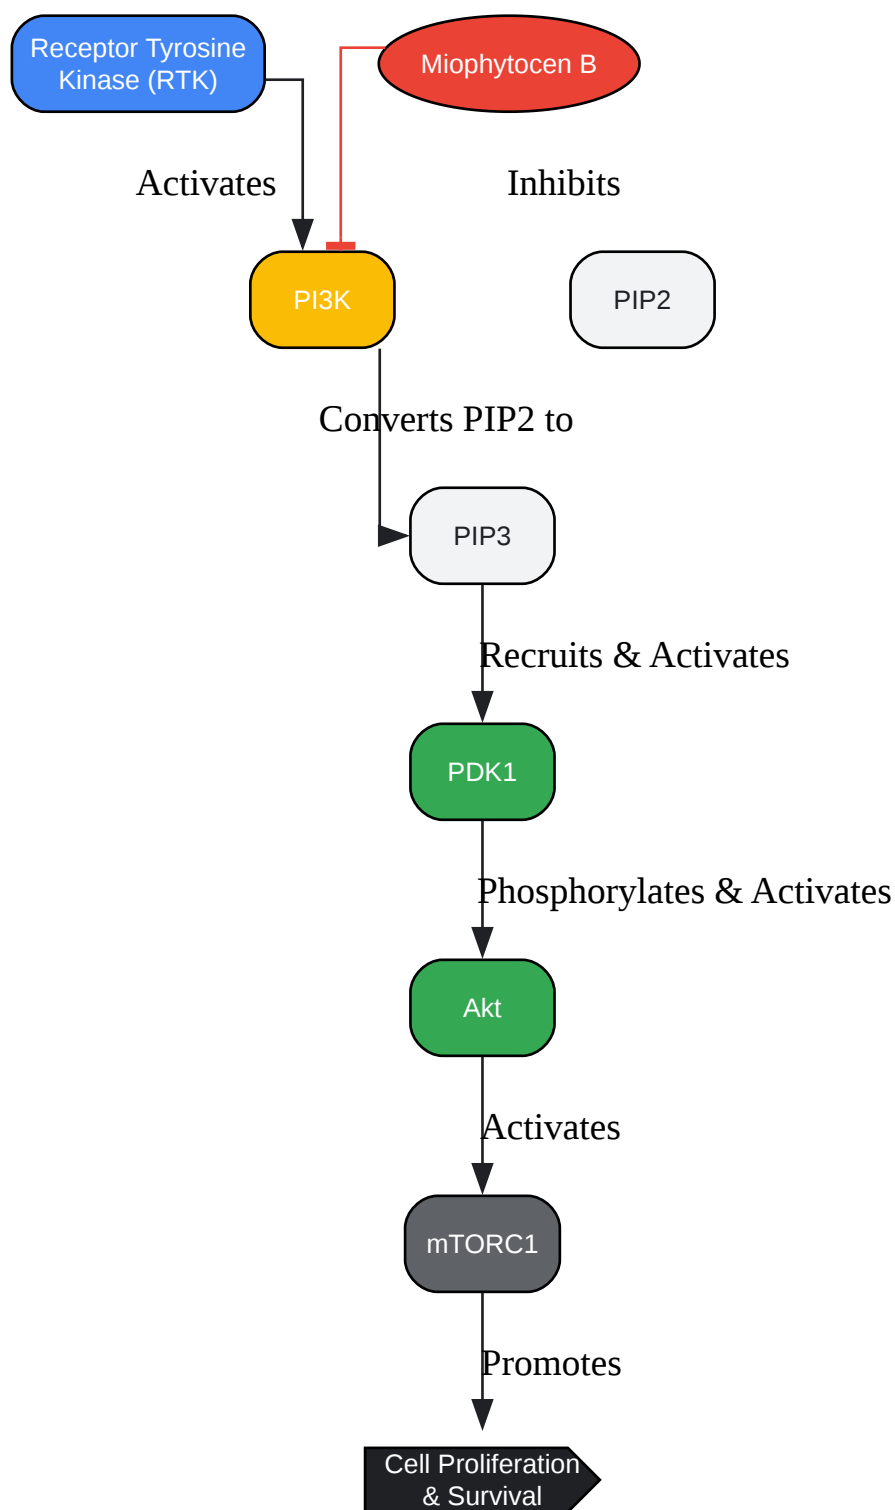 Receptor Tyrosine
Kinase (RTK)
Miophytocen B
Activates
Inhibits
PI3K
PIP2
Converts PIP2 to
PIP3
Recruits & Activates
PDK1
Phosphorylates & Activates
Akt
Activates
mTORC1
Promotes
Cell Proliferation
& Survival